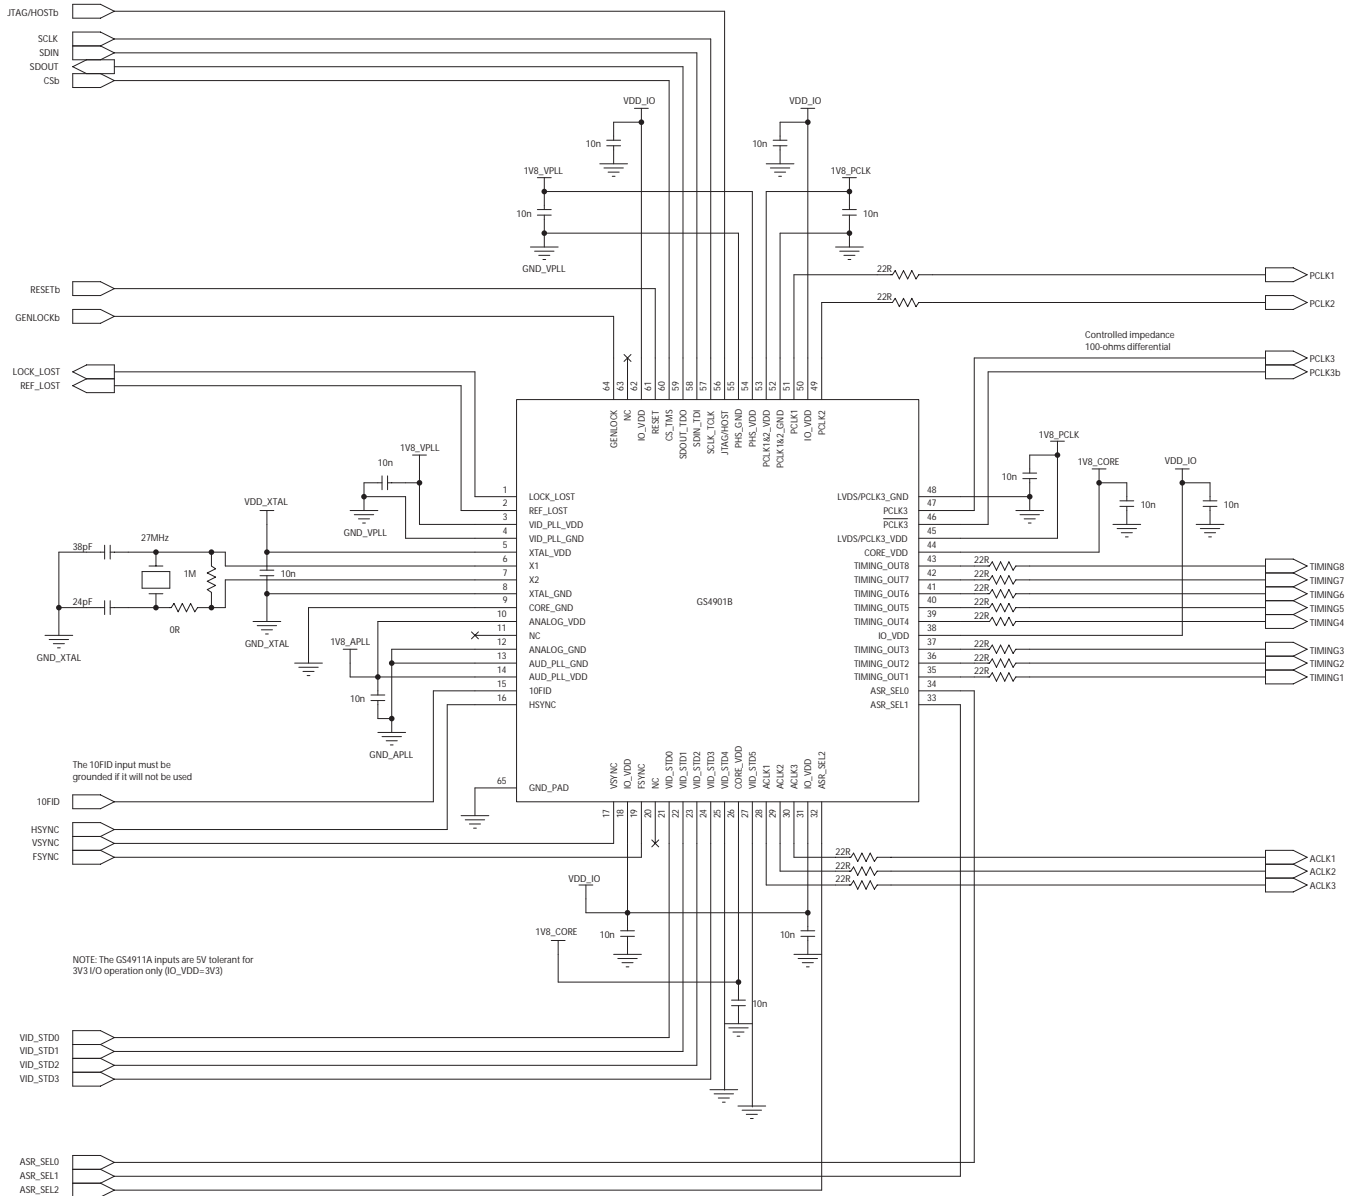 JTAG/HOSTb
SCLK
SDIN
SDOUT
CSb
VDD_IO
VDD_IO
10n
10n
1V8_VPLL
1V8_PCLK
10n
10n
GND_VPLL
22R
PCLK1
RESETb
22R
PCLK2
GENLOCKb
Controlled impedance
100-ohms differential
PCLK3
LOCK_LOST
PCLK3b
REF_LOST
64
63
62
61
60
59
58
57
56
55
54
53
52
51
50
49
GENLOCK
NC
IO_VDD
RESET
CS_TMS
SDOUT_TDO
SDIN_TDI
SCLK_TCLK
JTAG/HOST
PHS_GND
PHS_VDD
PCLK1&2_VDD
PCLK1&2_GND
PCLK1
IO_VDD
PCLK2
1V8_VPLL
10n
GND_VPLL
VDD_XTAL
38pF
27MHz
1M
10n
24pF
0R
GND_XTAL
GND_XTAL
1V8_APLL
10n
GND_APLL
1 LOCK_LOST
2 REF_LOST
3 VID_PLL_VDD
4 VID_PLL_GND
5 XTAL_VDD
6 X1
7 X2
8 XTAL_GND
9 CORE_GND
10 ANALOG_VDD
11 NC
12 ANALOG_GND
13 AUD_PLL_GND
14 AUD_PLL_VDD
15 10FID
16 HSYNC
65 GND_PAD
GS4901B
1V8_PCLK
10n
1V8_CORE
10n
VDD_IO
10n
LVDS/PCLK3_GND 48
PCLK3 47
PCLK3 46
LVDS/PCLK3_VDD 45
CORE_VDD 44
TIMING_OUT8 43 22R TIMING8
TIMING_OUT7 42 22R TIMING7
TIMING_OUT6 41 22R TIMING6
TIMING_OUT5 40 22R TIMING5
TIMING_OUT4 39 22R TIMING4
IO_VDD 38
TIMING_OUT3 37 22R TIMING3
TIMING_OUT2 36 22R TIMING2
TIMING_OUT1 35 22R TIMING1
ASR_SEL0 34
ASR_SEL1 33
VSYNC
IO_VDD
FSYNC
NC
VID_STD0
VID_STD1
VID_STD2
VID_STD3
VID_STD4
CORE_VDD
VID_STD5
ACLK1
ACLK2
ACLK3
IO_VDD
ASR_SEL2
17
18
19
20
21
22
23
24
25
26
27
28
29
30
31
32
The 10FID input must be
grounded if it will not be used
10FID
HSYNC
VSYNC
FSYNC
22R ACLK1
22R ACLK2
22R ACLK3
VDD_IO
10n
10n
1V8_CORE
10n
NOTE: The GS4911A inputs are 5V tolerant for
3V3 I/O operation only (IO_VDD=3V3)
VID_STD0
VID_STD1
VID_STD2
VID_STD3
ASR_SEL0
ASR_SEL1
ASR_SEL2